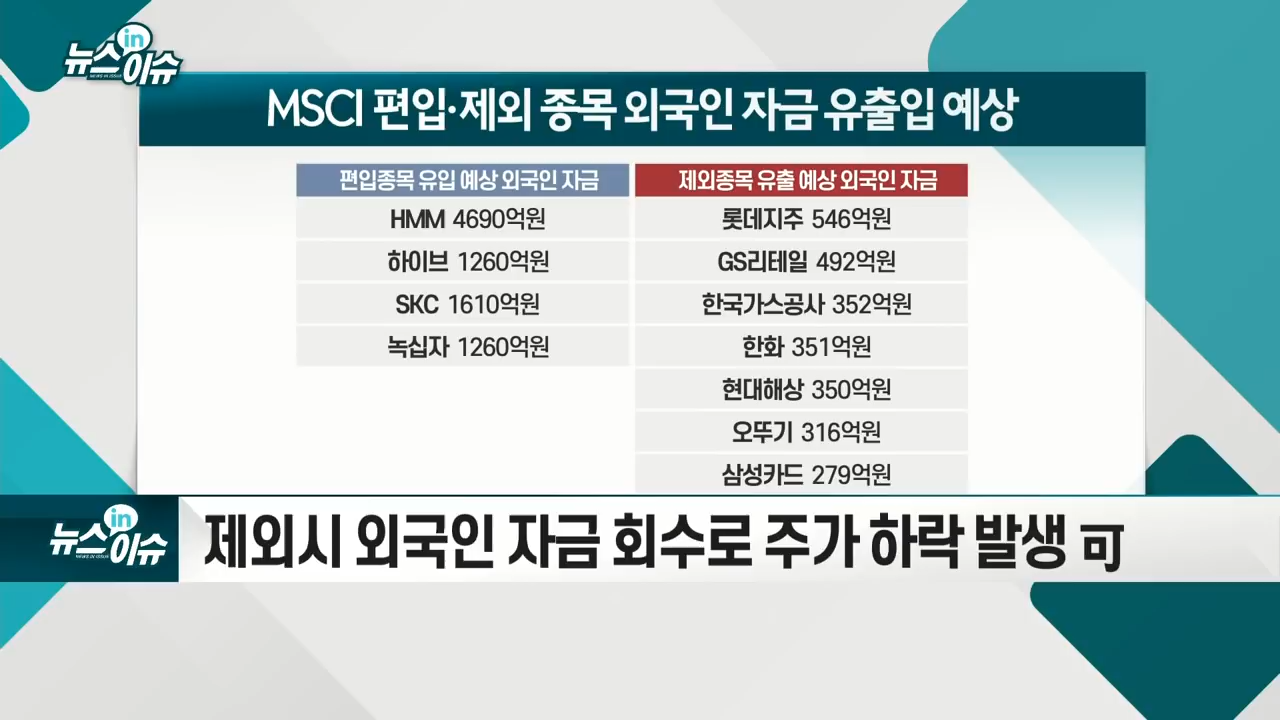 뉴스in이슈
NEWS IN ISSUE
MSCI 편입·제외 종목 외국인 자금 유출입 예상
편입종목 유입 예상 외국인 자금
HMM 4690억원
하이브 1260억원
SKC 1610억원
녹십자 1260억원
제외종목 유출 예상 외국인 자금
롯데지주 546억원
GS리테일 492억원
한국가스공사 352억원
한화 351억원
현대해상 350억원
오뚜기 316억원
삼성카드 279억원
뉴스in이슈
NEWS IN ISSUE
제외시 외국인 자금 회수로 주가 하락 발생 可